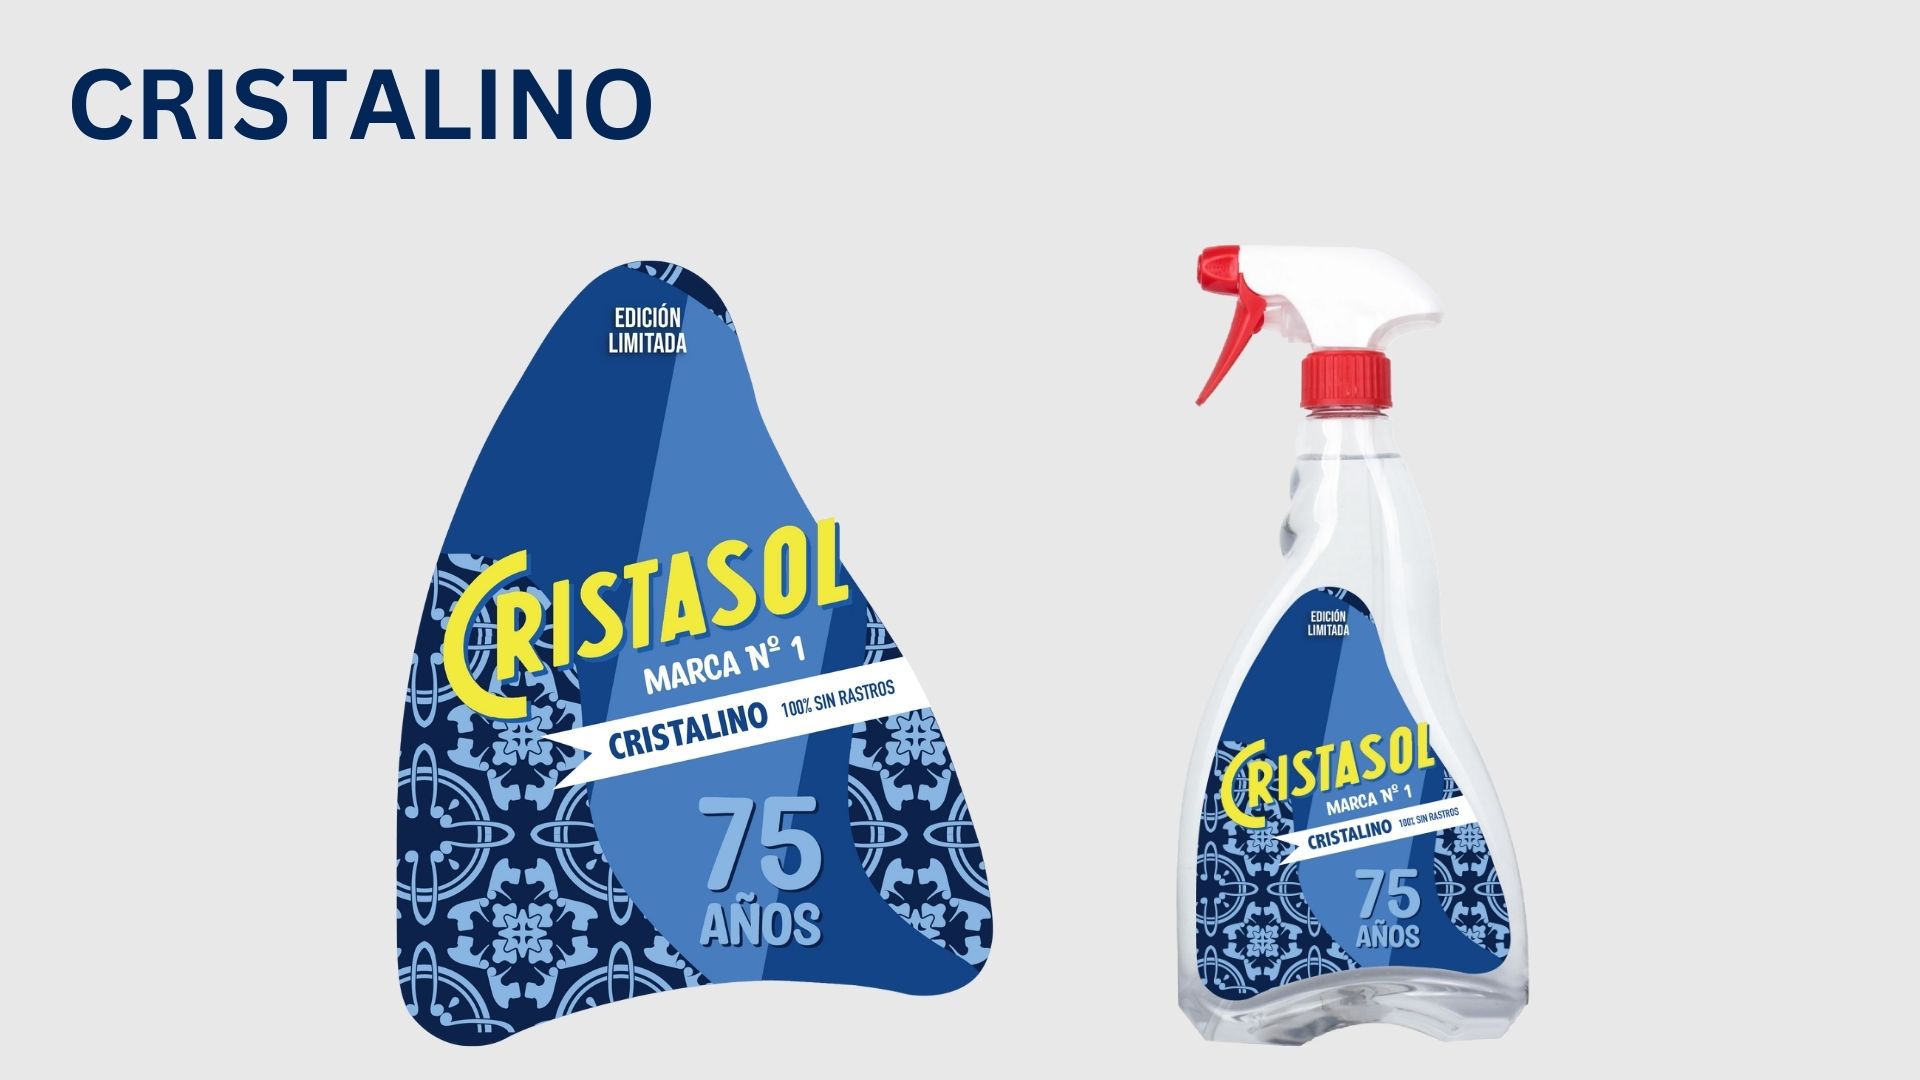 CRISTALINO
EDICIÓN
LIMITADA
CRISTASOL
MARCA Nº 1
CRISTALINO 100% SIN RASTROS
75
AÑOS
EDICIÓN
LIMITADA
CRISTASOL
MARCA Nº 1
CRISTALINO 100% SIN RASTROS
75
AÑOS